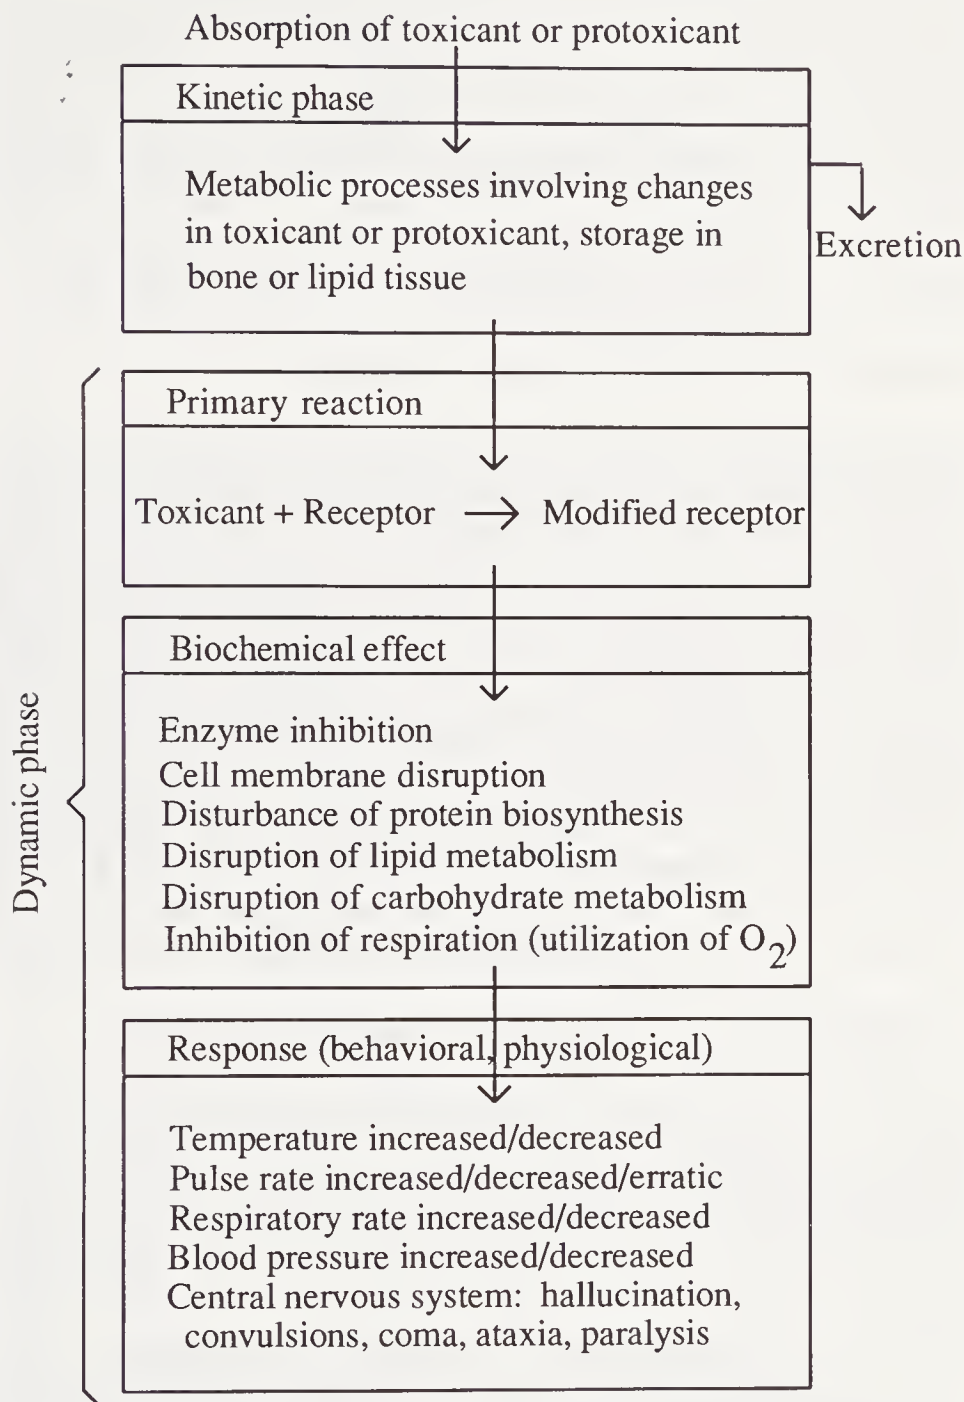 Absorption of toxicant or protoxicant
Kinetic phase
Metabolic processes involving changes
in toxicant or protoxicant, storage in
bone or lipid tissue
Excretion
Dynamic phase
Primary reaction
Toxicant + Receptor → Modified receptor
Biochemical effect
Enzyme inhibition
Cell membrane disruption
Disturbance of protein biosynthesis
Disruption of lipid metabolism
Disruption of carbohydrate metabolism
Inhibition of respiration (utilization of O₂)
Response (behavioral, physiological)
Temperature increased/decreased
Pulse rate increased/decreased/erratic
Respiratory rate increased/decreased
Blood pressure increased/decreased
Central nervous system: hallucination,
convulsions, coma, ataxia, paralysis